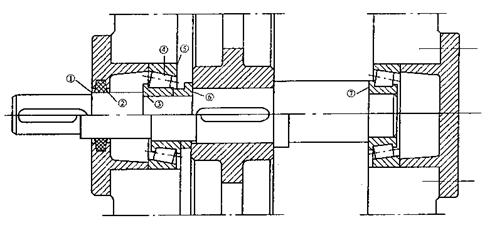 ④ ⑤
①
② ③ ⑥ ⑦